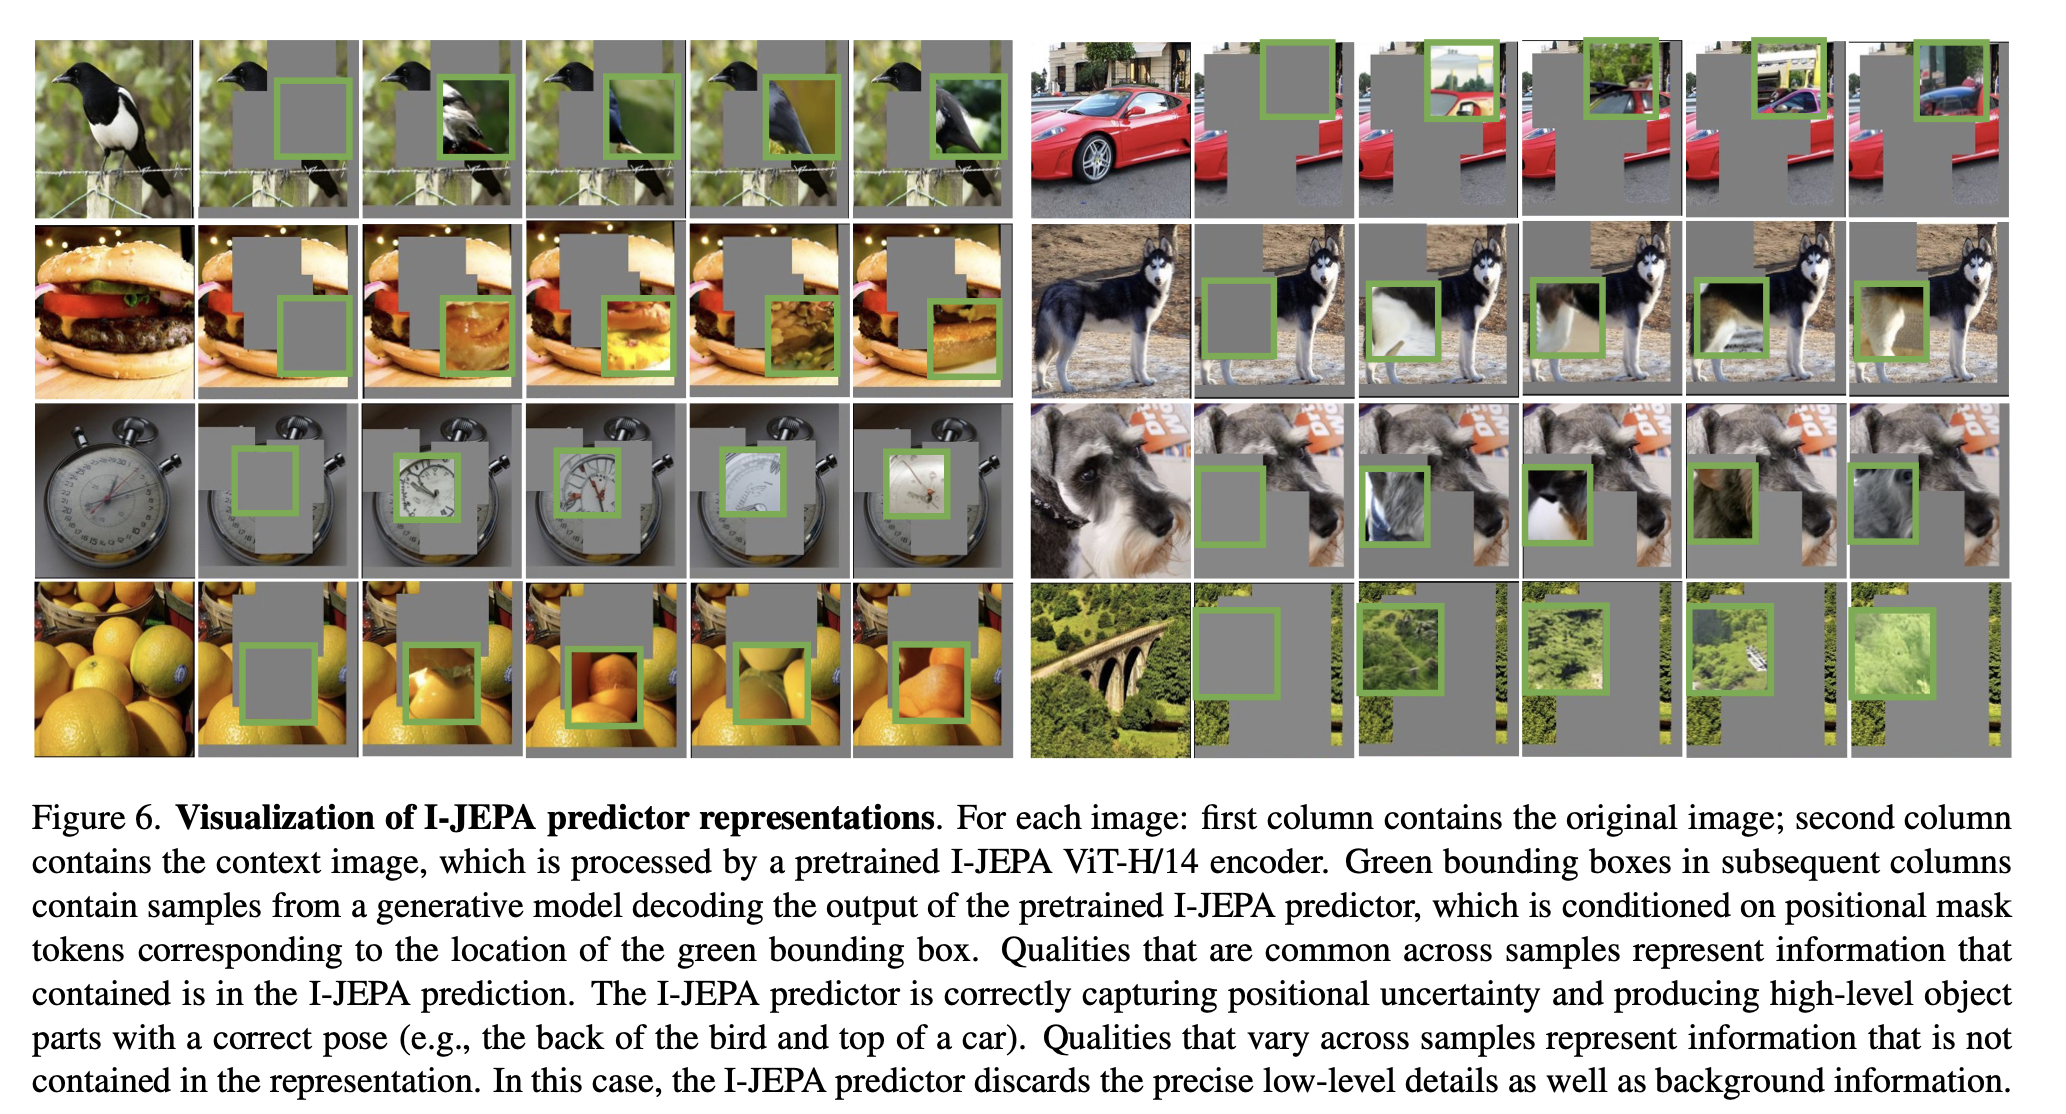 Figure 6. Visualization of I-JEPA predictor representations. For each image: first column contains the original image; second column
contains the context image, which is processed by a pretrained I-JEPA ViT-H/14 encoder. Green bounding boxes in subsequent columns
contain samples from a generative model decoding the output of the pretrained I-JEPA predictor, which is conditioned on positional mask
tokens corresponding to the location of the green bounding box. Qualities that are common across samples represent information that
contained is in the I-JEPA prediction. The I-JEPA predictor is correctly capturing positional uncertainty and producing high-level object
parts with a correct pose (e.g., the back of the bird and top of a car). Qualities that vary across samples represent information that is not
contained in the representation. In this case, the I-JEPA predictor discards the precise low-level details as well as background information.